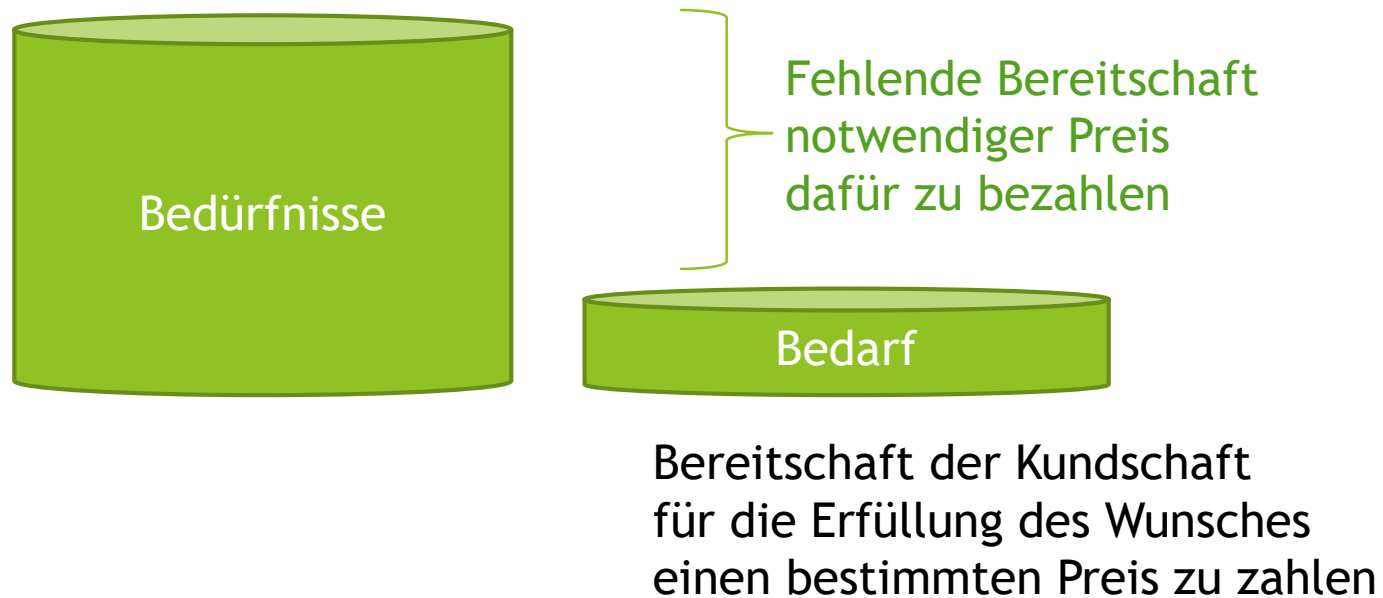 Bedürfnisse
Fehlende Bereitschaft
notwendiger Preis
dafür zu bezahlen
Bedarf
Bereitschaft der Kundschaft
für die Erfüllung des Wunsches
einen bestimmten Preis zu zahlen